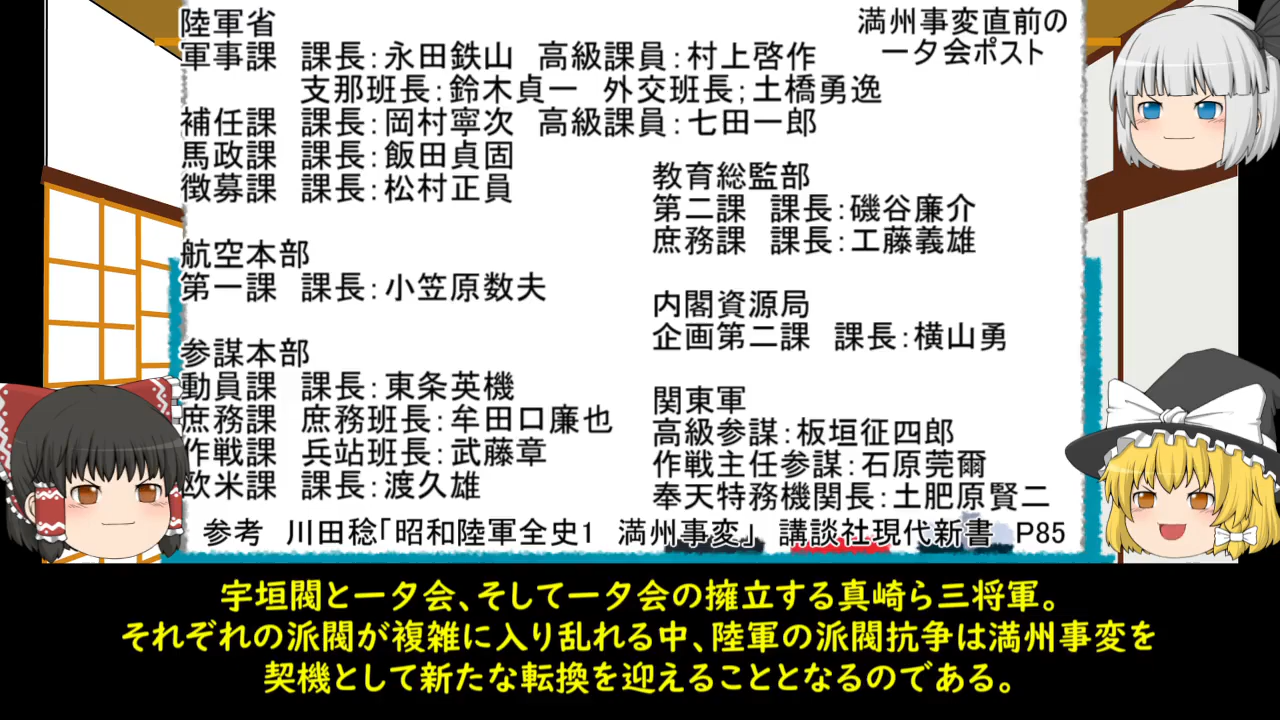 満州事変直前の
一夕会ポスト
陸軍省
軍事課 課長:永田鉄山 高級課員:村上啓作
支那班長:鈴木貞一 外交班長;土橋勇逸
補任課 課長:岡村寧次 高級課員:七田一郎
馬政課 課長:飯田貞固
徴募課 課長:松村正員
航空本部
第一課 課長:小笠原数夫
参謀本部
動員課 課長:東条英機
庶務課 庶務班長:牟田口廉也
作戦課 兵站班長:武藤章
欧米課 課長:渡久雄
教育総監部
第二課 課長:磯谷廉介
庶務課 課長:工藤義雄
内閣資源局
企画第二課 課長:横山勇
関東軍
高級参謀:板垣征四郎
作戦主任参謀:石原莞爾
奉天特務機関長:土肥原賢二
参考 川田稔「昭和陸軍全史1 満州事変」 講談社現代新書 P85
宇垣閥と一夕会、そして一夕会の擁立する真崎ら三将軍。
それぞれの派閥が複雑に入り乱れる中、陸軍の派閥抗争は満州事変を
契機として新たな転換を迎えることとなるのである。